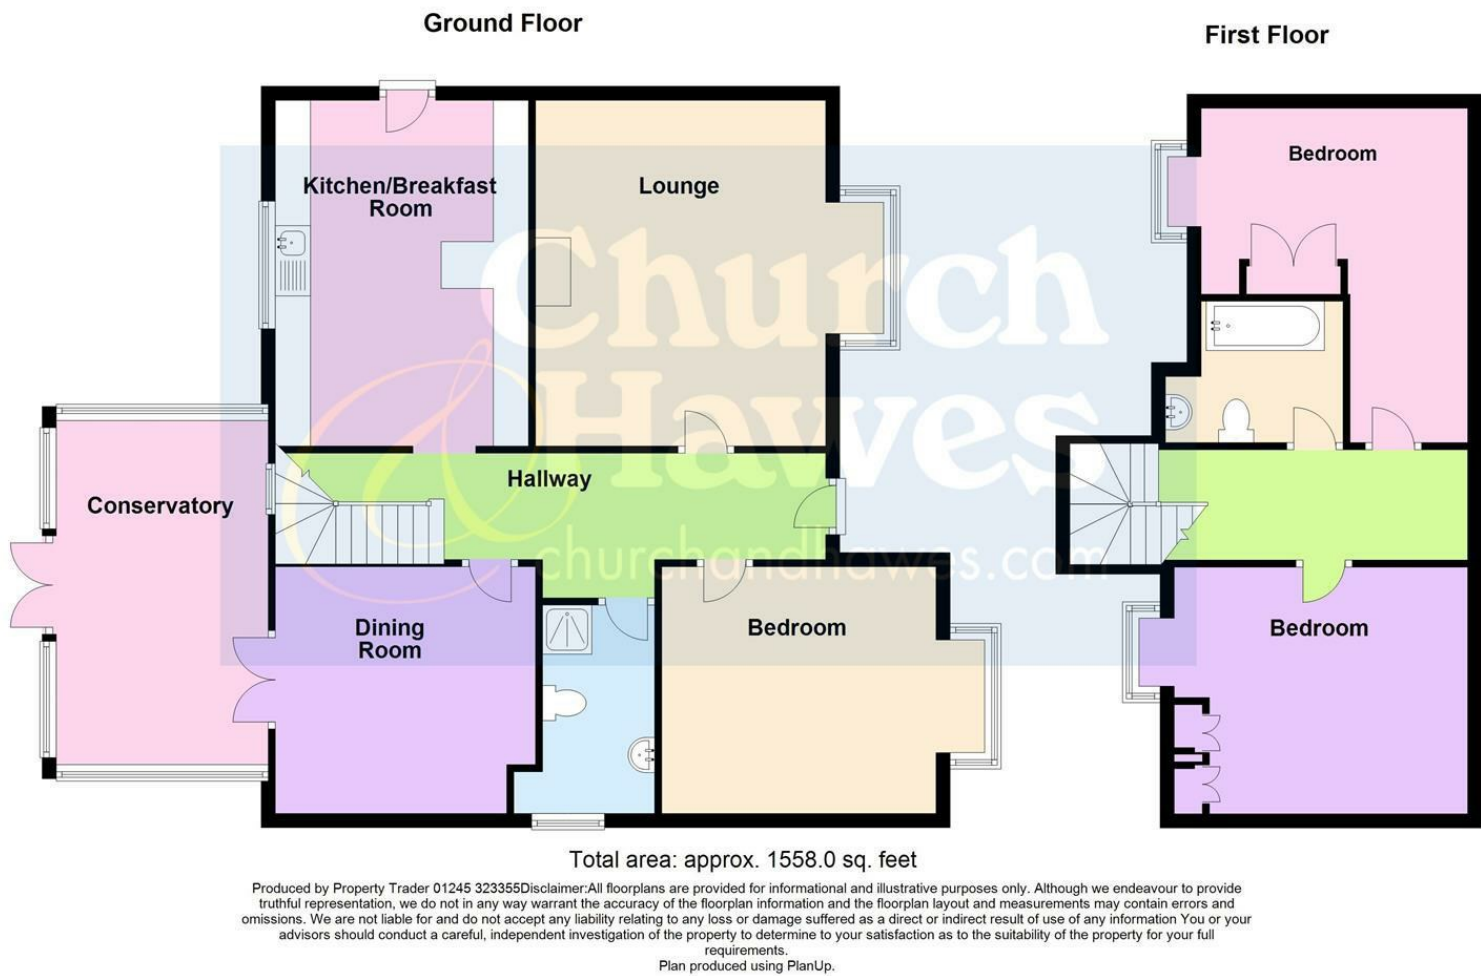 Ground Floor
First Floor
Kitchen/Breakfast
Room
Lounge
Bedroom
Church
& Hawes
churchandhawes.com
Hallway
Conservatory
Dining
Room
Bedroom
Bedroom
Total area: approx. 1558.0 sq. feet
Produced by Property Trader 01245 323355Disclaimer:All floorplans are provided for informational and illustrative purposes only. Although we endeavour to provide
truthful representation, we do not in any way warrant the accuracy of the floorplan information and the floorplan layout and measurements may contain errors and
omissions. We are not liable for and do not accept any liability relating to any loss or damage suffered as a direct or indirect result of use of any information You or your
advisors should conduct a careful, independent investigation of the property to determine to your satisfaction as to the suitability of the property for your full
requirements.
Plan produced using PlanUp.